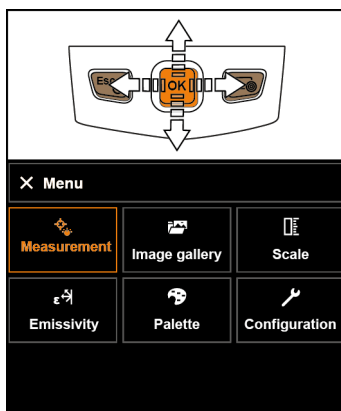 Esc
OK
Menu
Measurement
Image gallery
Scale
Emissivity
Palette
Configuration